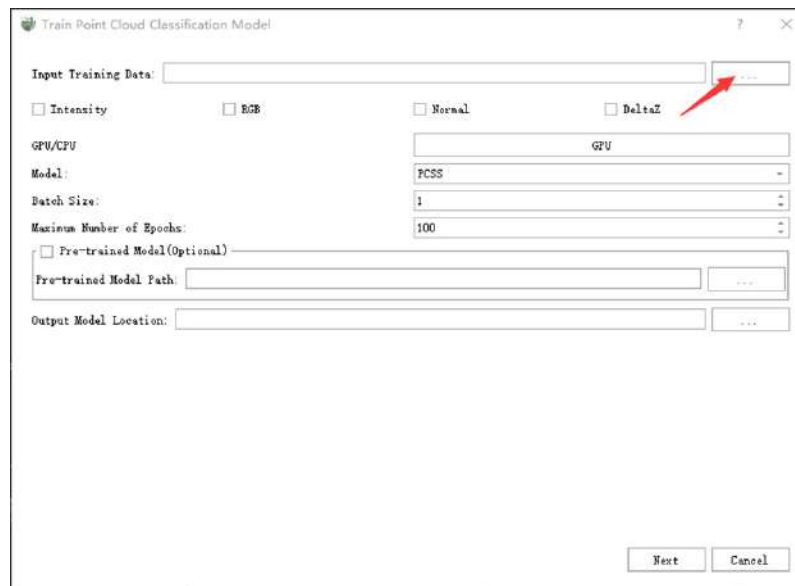 Train Point Cloud Classification Model ?
Input Training Data: ...
Intensity RGB Normal DeltaZ
GPU/CPU GPU
Model: PCSS
Batch Size: 1
Maximum Number of Epochs: 100
Pre-trained Model(Optional)
Pre-trained Model Path: ...
Output Model Location: ...
Next Cancel